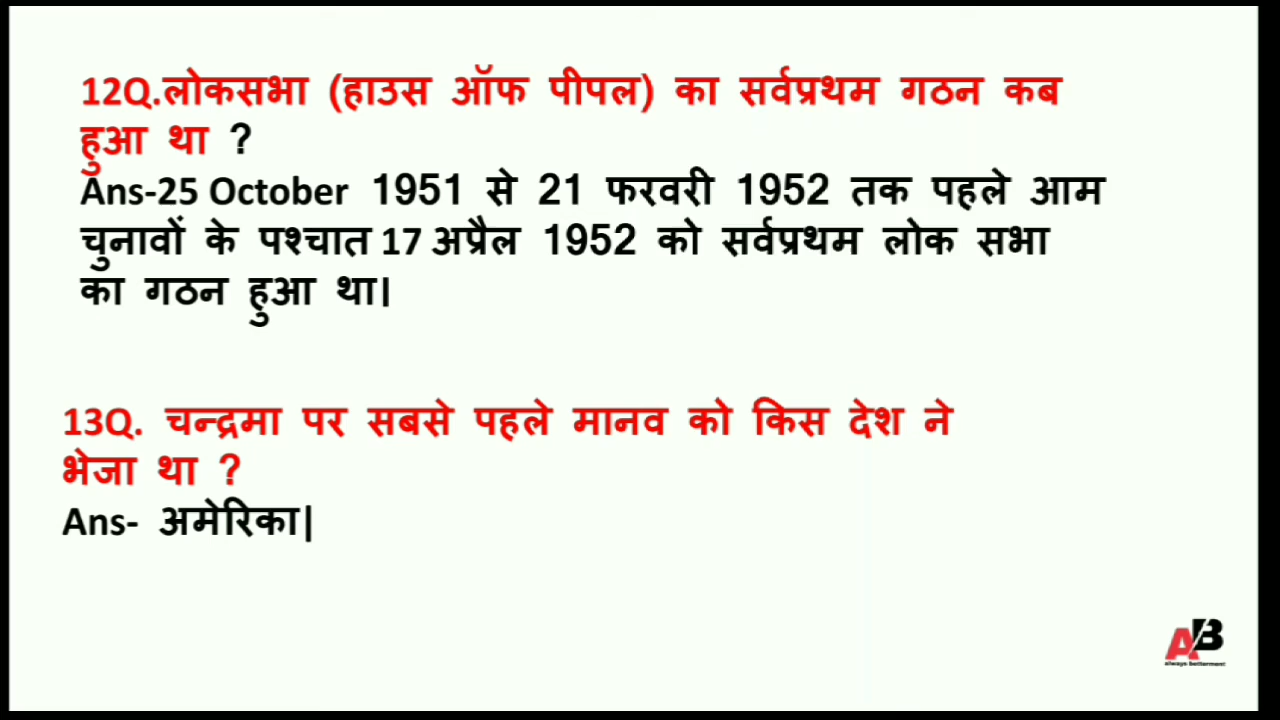 12Q.लोकसभा (हाउस ऑफ पीपल) का सर्वप्रथम गठन कब
हुआ था ?
Ans-25 October 1951 से 21 फरवरी 1952 तक पहले आम
चुनावों के पश्चात 17 अप्रैल 1952 को सर्वप्रथम लोक सभा
का गठन हुआ था।
13Q. चन्द्रमा पर सबसे पहले मानव को किस देश ने
भेजा था ?
Ans- अमेरिका|
AB
always betterment